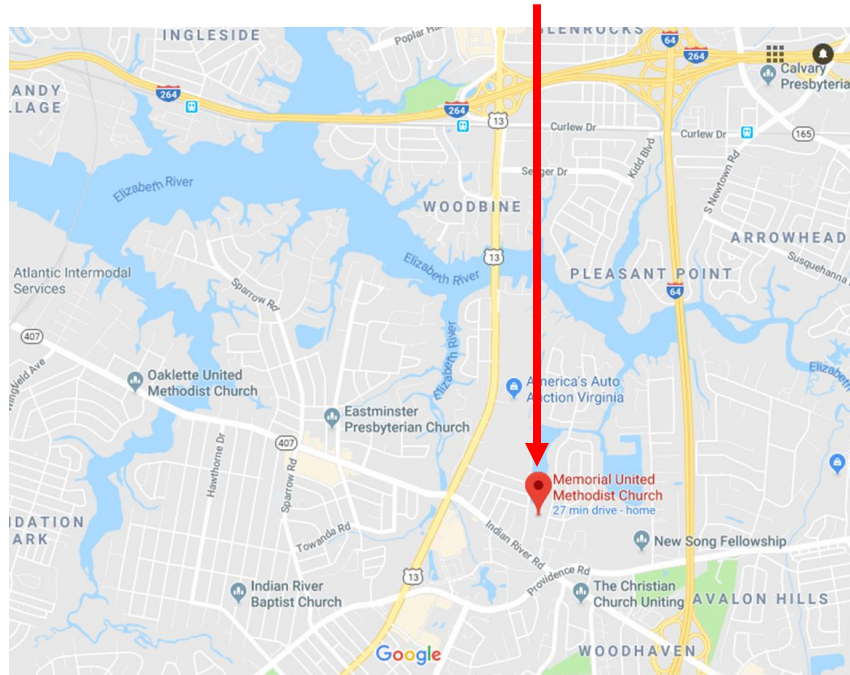 INGLESIDE
Poplar Ha
GLENROCKS
64
264
Calvary
Presbyteria
ANDY
LLAGE
264
264
13
Curlew Dr
Curlew Dr
165
Kidd Blvd
S Newtown Rd
Elizabeth River
WOODBINE
ARROWHEAD
Susquehanna
Elizabeth River
13
PLEASANT POINT
64
Atlantic Intermodal
Services
Sparrow Rd
407
Elizabeth River
Elizabeth
Oaklette United
Methodist Church
America's Auto
Auction Virginia
Eastminster
Presbyterian Church
407
Hawthorne Dr
Sparrow Rd
Memorial United
Methodist Church
27 min drive - home
NDATION
ARK
Towanda Rd
Indian River Rd
New Song Fellowship
13
Providence Rd
Indian River
Baptist Church
The Christian
Church Uniting
AVALON HILLS
WOODHAVEN
Google